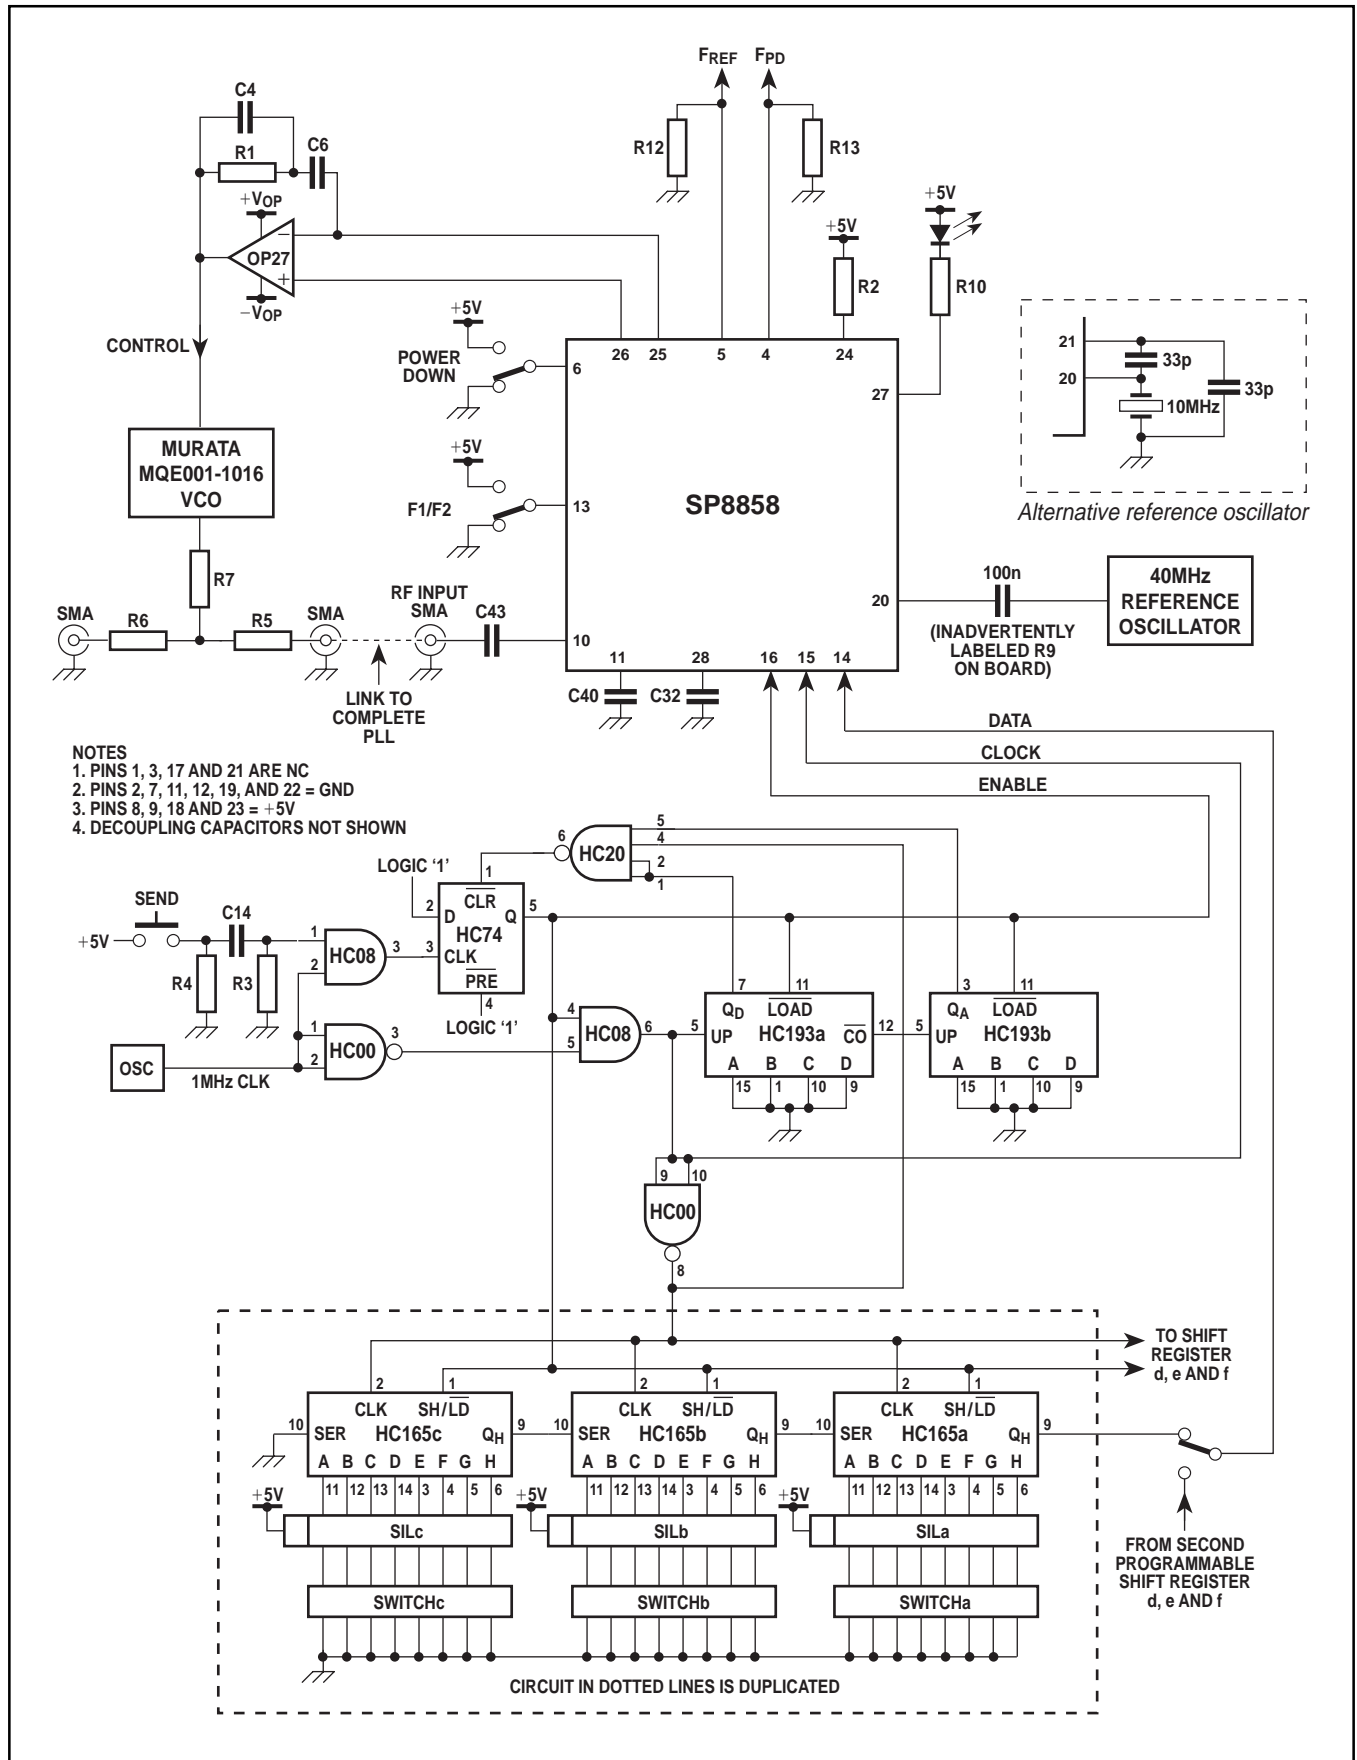 FREF FPD
C4
R1
C6
+VOP
OP27
−
+
−VOP
R12
R13
+5V
R2
+5V
R10
CONTROL
MURATA
MQE001-1016
VCO
R7
+5V
POWER
DOWN
+5V
F1/F2
26 25 5 4 24
6
27
13
SP8858
20
10
11 28 16 15 14
21
20
33p
33p
10MHz
Alternative reference oscillator
100n
(INADVERTENTLY
LABELED R9
ON BOARD)
40MHz
REFERENCE
OSCILLATOR
SMA
R6
R5
SMA
RF INPUT
SMA
C43
LINK TO
COMPLETE
PLL
C40
C32
DATA
CLOCK
ENABLE
NOTES
1. PINS 1, 3, 17 AND 21 ARE NC
2. PINS 2, 7, 11, 12, 19, AND 22 = GND
3. PINS 8, 9, 18 AND 23 = +5V
4. DECOUPLING CAPACITORS NOT SHOWN
6 HC20 5
4
2
1
LOGIC ‘1’
1
CLR
2 D Q 5
HC74
3 CLK
PRE
4
LOGIC ‘1’
SEND
+5V
C14
R4
R3
1
2
HC08
3
1
2
HC00
3
OSC
1MHz CLK
4
5
HC08
6
7 11
QD LOAD
5 UP HC193a CO 12
A B C D
15 1 10 9
3 11
QA LOAD
5 UP HC193b
A B C D
15 1 10 9
9 10
HC00
8
TO SHIFT
REGISTER
d, e AND f
2 1
CLK SH/LD
10 SER HC165c QH 9
A B C D E F G H
11 12 13 14 3 4 5 6
+5V
SILc
SWITCHc
2 1
CLK SH/LD
10 SER HC165b QH 9
A B C D E F G H
11 12 13 14 3 4 5 6
+5V
SILb
SWITCHb
2 1
CLK SH/LD
10 SER HC165a QH 9
A B C D E F G H
11 12 13 14 3 4 5 6
+5V
SILa
SWITCHa
FROM SECOND
PROGRAMMABLE
SHIFT REGISTER
d, e AND f
CIRCUIT IN DOTTED LINES IS DUPLICATED